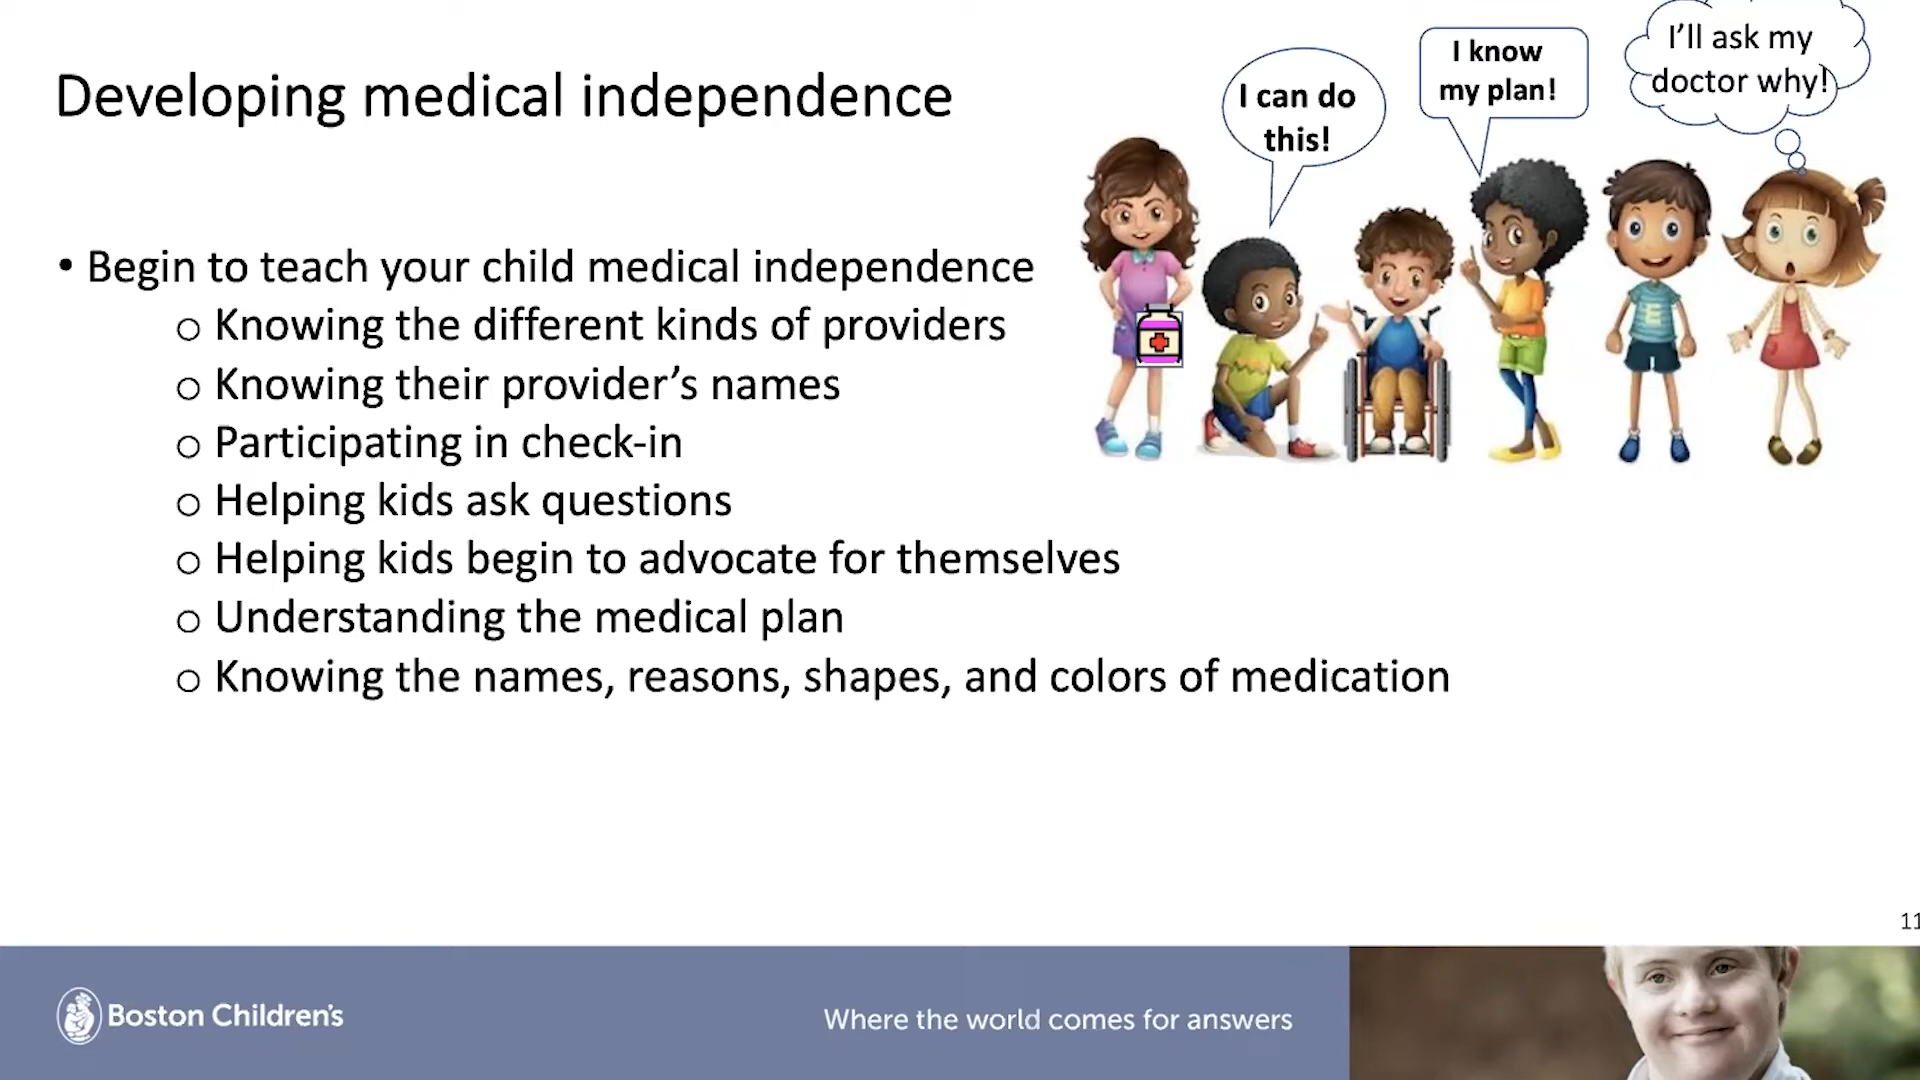 Developing medical independence
I can do
this!
I know
my plan!
I'll ask my
doctor why!
• Begin to teach your child medical independence
o Knowing the different kinds of providers
o Knowing their provider's names
o Participating in check-in
o Helping kids ask questions
o Helping kids begin to advocate for themselves
o Understanding the medical plan
o Knowing the names, reasons, shapes, and colors of medication
E
11
Boston Children's
Where the world comes for answers